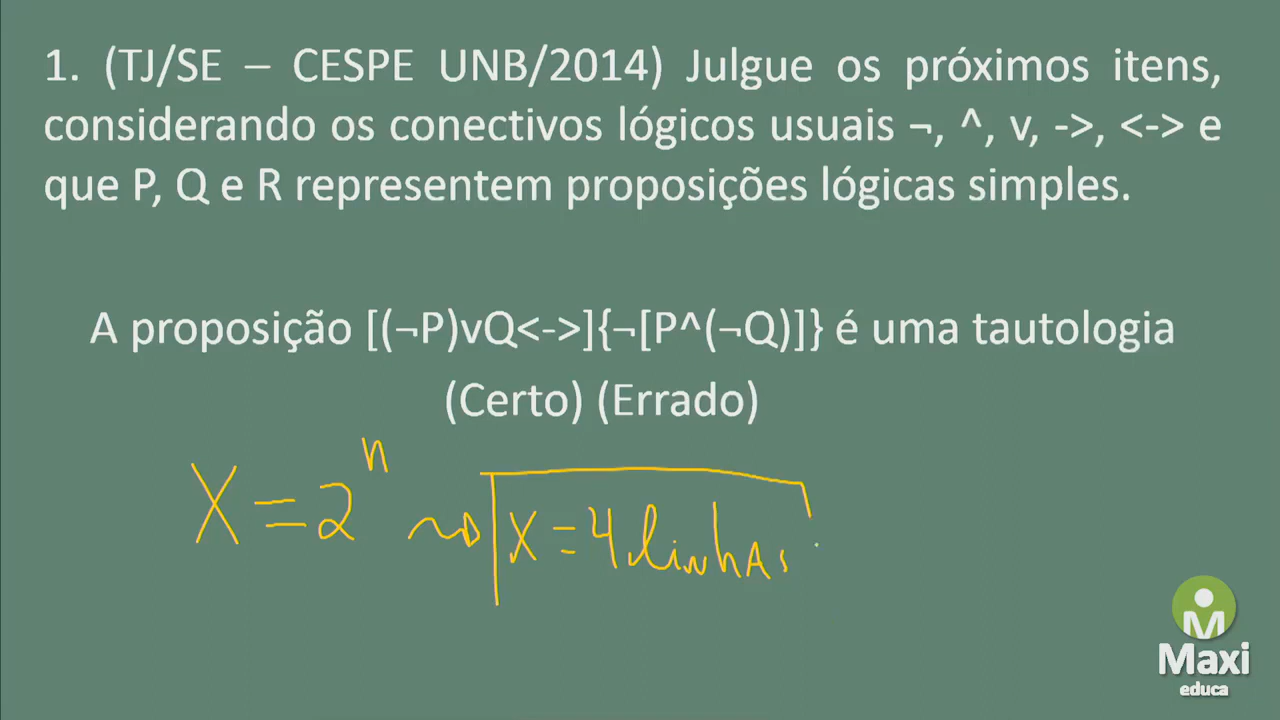 1. (TJ/SE – CESPE UNB/2014) Julgue os próximos itens,
considerando os conectivos lógicos usuais ¬, ^, v, ->, <-> e
que P, Q e R representem proposições lógicas simples.
A proposição [(¬P)vQ<->]{¬[P^(¬Q)]} é uma tautologia
(Certo) (Errado)
X = 2^n → X = 4 linhas
Maxi
educa